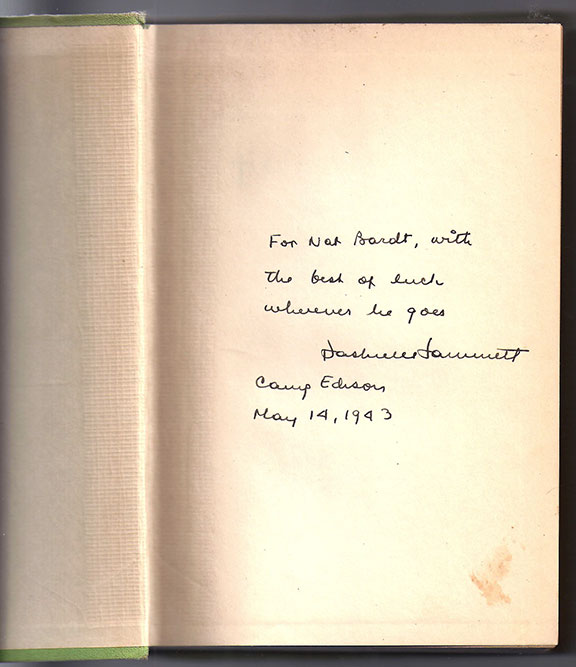 For Nat Bardt, with
the best of luck
wherever he goes
Dashiell Hammett
Camp Edison
May 14, 1943